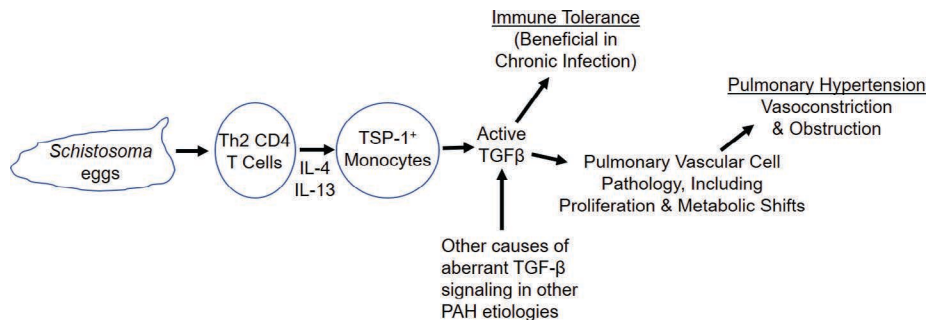 Schistosoma
eggs
Th2 CD4
T Cells
IL-4
IL-13
TSP-1⁺
Monocytes
Active
TGFβ
Immune Tolerance
(Beneficial in
Chronic Infection)
Pulmonary Vascular Cell
Pathology, Including
Proliferation & Metabolic Shifts
Pulmonary Hypertension
Vasoconstriction
& Obstruction
Other causes of
aberrant TGF-β
signaling in other
PAH etiologies